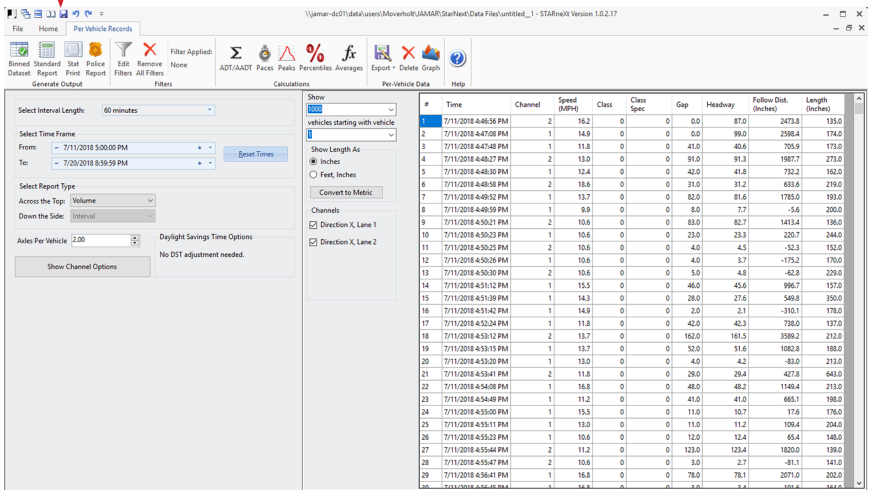 \\jamar-dc01\data\users\Moverholt\JAMAR\StarNext\Data Files\untitled__1 - STARneXt Version 1.0.2.17
File Home Per Vehicle Records
Binned Dataset Standard Report Stat Print Police Report Edit Filters Remove All Filters Filter Applied: None ADT/AADT Paces Peaks Percentiles Averages Export Delete Graph
Generate Output Filters Calculations Per-Vehicle Data Help
Select Interval Length: 60 minutes
Select Time Frame
From: 7/11/2018 5:00:00 PM
To: 7/20/2018 8:59:59 PM
Reset Times
Select Report Type
Across the Top: Volume
Down the Side: Interval
Axles Per Vehicle 2.00
Daylight Savings Time Options
No DST adjustment needed.
Show Channel Options
Show
1000
vehicles starting with vehicle
1
Show Length As
Inches
Feet, Inches
Convert to Metric
Channels
Direction X, Lane 1
Direction X, Lane 2
# Time Channel Speed (MPH) Class Class Spec Gap Headway Follow Dist. (Inches) Length (Inches)
1 7/11/2018 4:46:56 PM 2 16.2 0 0 0.0 87.0 2473.8 135.0
2 7/11/2018 4:47:08 PM 1 14.9 0 0 0.0 99.0 2598.4 174.0
3 7/11/2018 4:47:48 PM 1 11.8 0 0 41.0 40.6 705.9 173.0
4 7/11/2018 4:48:27 PM 2 13.0 0 0 91.0 91.3 1987.7 273.0
5 7/11/2018 4:48:30 PM 1 12.4 0 0 42.0 41.8 732.2 162.0
6 7/11/2018 4:48:58 PM 2 18.6 0 0 31.0 31.2 633.6 219.0
7 7/11/2018 4:49:52 PM 1 13.7 0 0 82.0 81.6 1785.0 193.0
8 7/11/2018 4:49:59 PM 1 9.9 0 0 8.0 7.7 -5.6 200.0
9 7/11/2018 4:50:21 PM 2 10.6 0 0 83.0 82.7 1413.4 136.0
10 7/11/2018 4:50:23 PM 1 10.6 0 0 23.0 23.3 220.7 244.0
11 7/11/2018 4:50:25 PM 2 10.6 0 0 4.0 4.5 -52.3 152.0
12 7/11/2018 4:50:26 PM 1 10.6 0 0 4.0 3.7 -175.2 170.0
13 7/11/2018 4:50:30 PM 2 10.6 0 0 5.0 4.8 -62.8 229.0
14 7/11/2018 4:51:12 PM 1 15.5 0 0 46.0 45.6 996.7 157.0
15 7/11/2018 4:51:39 PM 1 14.3 0 0 28.0 27.6 549.8 350.0
16 7/11/2018 4:51:42 PM 1 14.9 0 0 2.0 2.1 -310.1 178.0
17 7/11/2018 4:52:24 PM 1 11.8 0 0 42.0 42.3 738.0 137.0
18 7/11/2018 4:53:12 PM 2 13.7 0 0 162.0 161.5 3589.2 212.0
19 7/11/2018 4:53:15 PM 1 13.7 0 0 52.0 51.6 1082.8 188.0
20 7/11/2018 4:53:20 PM 1 13.0 0 0 4.0 4.2 -83.0 213.0
21 7/11/2018 4:53:41 PM 2 11.8 0 0 29.0 29.4 427.8 643.0
22 7/11/2018 4:54:08 PM 1 16.8 0 0 48.0 48.2 1149.4 213.0
23 7/11/2018 4:54:49 PM 1 11.2 0 0 41.0 41.0 665.1 198.0
24 7/11/2018 4:55:00 PM 1 15.5 0 0 11.0 10.7 17.6 176.0
25 7/11/2018 4:55:11 PM 1 13.0 0 0 11.0 11.2 109.4 204.0
26 7/11/2018 4:55:23 PM 1 10.6 0 0 12.0 12.4 65.4 148.0
27 7/11/2018 4:55:44 PM 2 11.2 0 0 123.0 123.4 1820.0 139.0
28 7/11/2018 4:55:47 PM 2 10.6 0 0 3.0 2.7 -81.1 141.0
29 7/11/2018 4:56:41 PM 1 16.8 0 0 78.0 78.1 2071.0 202.0